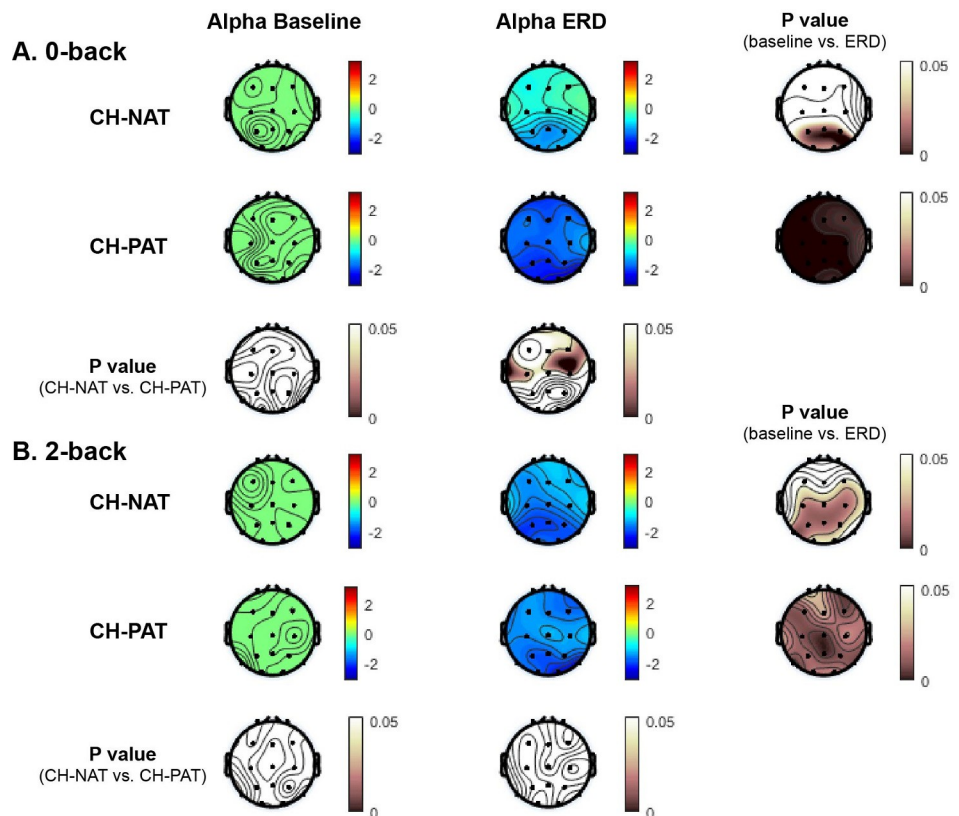 Alpha Baseline
Alpha ERD
P value
(baseline vs. ERD)
A. 0-back
CH-NAT
2
0
-2
2
0
-2
0.05
0
CH-PAT
2
0
-2
2
0
-2
0.05
0
P value
(CH-NAT vs. CH-PAT)
0.05
0
0.05
0
P value
(baseline vs. ERD)
B. 2-back
CH-NAT
2
0
-2
2
0
-2
0.05
0
CH-PAT
2
0
-2
2
0
-2
0.05
0
P value
(CH-NAT vs. CH-PAT)
0.05
0
0.05
0